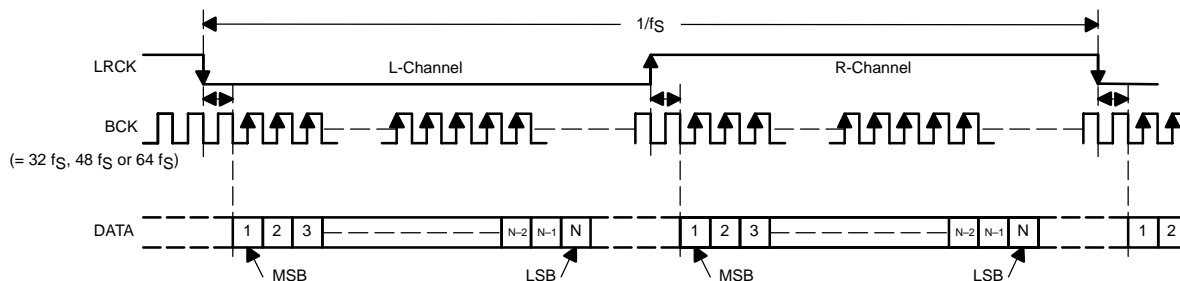 1/fS
LRCK
L-Channel
R-Channel
BCK
(= 32 fS, 48 fS or 64 fS)
DATA
1 2 3 N–2 N–1 N 1 2 3 N–2 N–1 N 1 2
MSB LSB MSB LSB